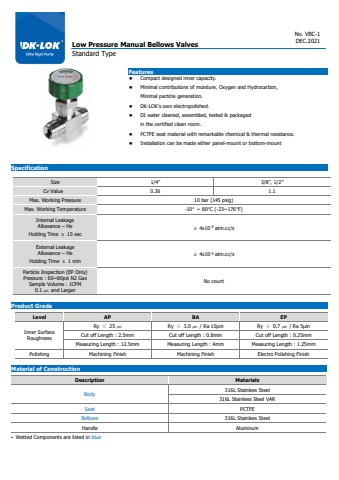 DK-LOK®
Ultra High Purity
No. VBC-1
DEC.2021
Low Pressure Manual Bellows Valves
Standard Type
Features
● Compact designed inner capacity.
● Minimal contributions of moisture, Oxygen and Hydrocarbon,
Minimal particle generation.
● DK-LOK's own electropolished.
● DI water cleaned, assembled, tested & packaged
in the certified clean room.
● PCTFE seat material with remarkable chemical & thermal resistance.
● Installation can be made either panel-mount or bottom-mount
Specification
Size 1/4" 3/8", 1/2"
Cv Value 0.36 1.1
Max. Working Pressure 10 bar (145 psig)
Max. Working Temperature -10° ~ 80°C (-23~176°F)
Internal Leakage
Allowance – He
Holding Time ≥ 15 sec
≤ 4x10⁻⁹ atm.cc/s
External Leakage
Allowance – He
Holding Time ≥ 1 min
≤ 4x10⁻⁹ atm.cc/s
Particle Inspection (EP Only)
Pressure : 60~80psi N2 Gas
Sample Volume : 1CFM
0.1 ㎛ and Larger
No count
Product Grade
Level AP BA EP
Inner Surface
Roughness
Ry ≤ 25 ㎛ Ry ≤ 3.0 ㎛ / Ra 10μin Ry ≤ 0.7 ㎛ / Ra 5μin
Cut off Length : 2.5mm Cut off Length : 0.8mm Cut off Length : 0.25mm
Measuring Length : 12.5mm Measuring Length : 4mm Measuring Length : 1.25mm
Polishing Machining Finish Machining Finish Electro Polishing Finish
Material of Construction
Description Materials
Body 316L Stainless Steel
316L Stainless Steel VAR
Seat PCTFE
Bellows 316L Stainless Steel
Handle Aluminum
• Wetted Components are listed in blue